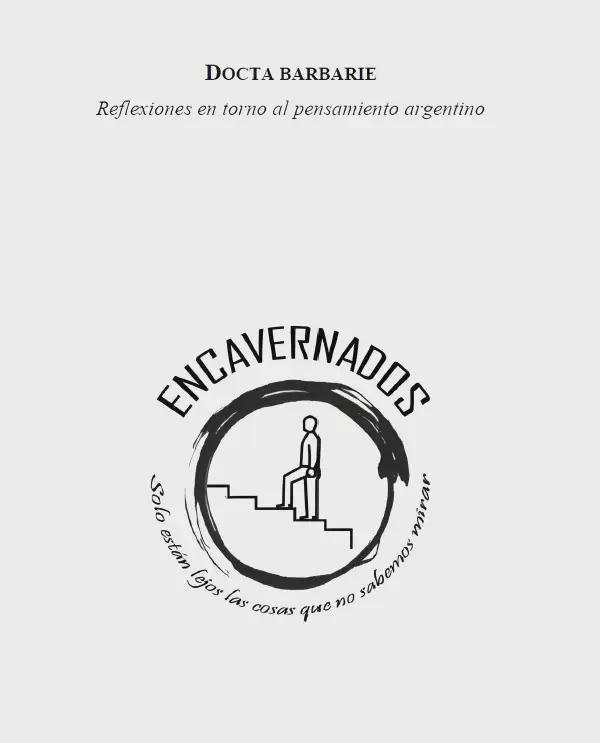 DOCTA BARBARIE
Reflexiones en torno al pensamiento argentino
ENCAVERNADOS
Solo están lejos las cosas que no sabemos mirar